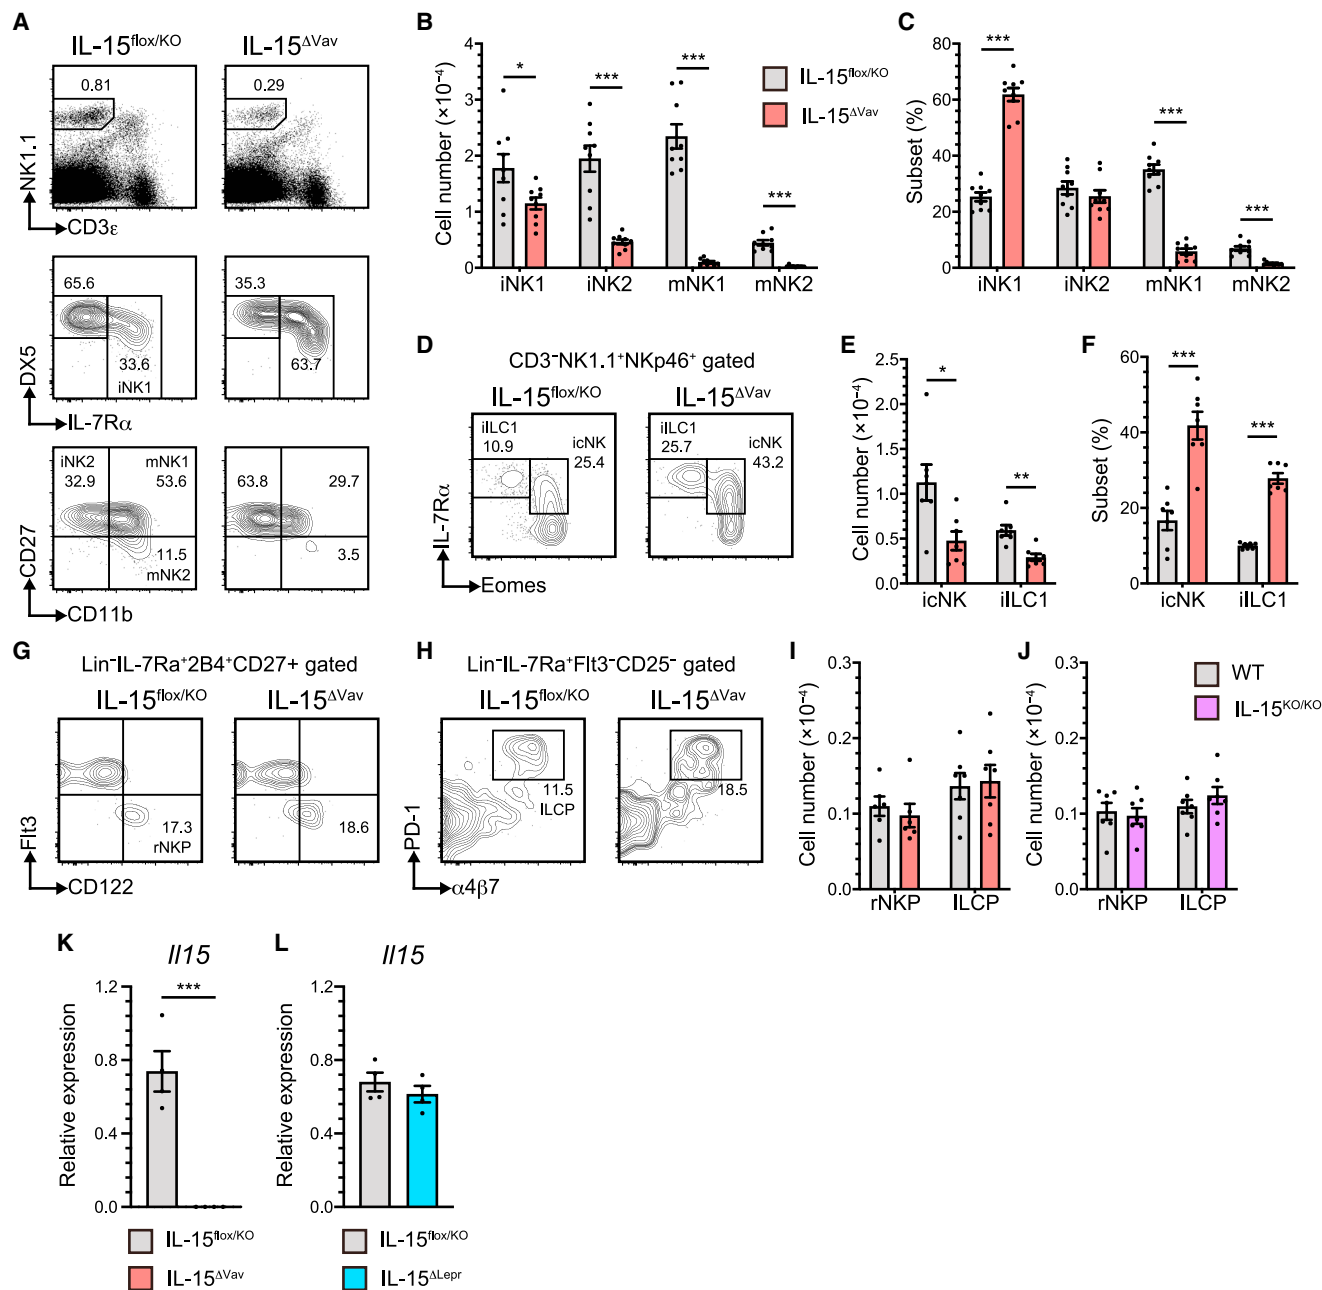 A
IL-15flox/KO
IL-15ΔVav
0.81
0.29
NK1.1
CD3ε
65.6
33.6
iNK1
35.3
63.7
DX5
IL-7Rα
iNK2
32.9
mNK1
53.6
11.5
mNK2
63.8
29.7
3.5
CD27
CD11b
B
Cell number (×10⁻⁴)
4
3
2
1
0
*
***
***
***
iNK1
iNK2
mNK1
mNK2
IL-15flox/KO
IL-15ΔVav
C
Subset (%)
80
60
40
20
0
***
***
***
iNK1
iNK2
mNK1
mNK2
D
CD3⁻NK1.1⁺NKp46⁺ gated
IL-15flox/KO
IL-15ΔVav
iILC1
10.9
icNK
25.4
iILC1
25.7
icNK
43.2
IL-7Rα
Eomes
E
Cell number (×10⁻⁴)
2.5
2.0
1.5
1.0
0.5
0.0
*
**
icNK
iILC1
F
Subset (%)
60
40
20
0
***
***
icNK
iILC1
G
Lin⁻IL-7Ra⁺2B4⁺CD27+ gated
IL-15flox/KO
IL-15ΔVav
17.3
rNKP
18.6
Flt3
CD122
H
Lin⁻IL-7Ra⁺Flt3⁻CD25⁻ gated
IL-15flox/KO
IL-15ΔVav
11.5
ILCP
18.5
PD-1
α4β7
I
Cell number (×10⁻⁴)
0.3
0.2
0.1
0.0
rNKP
ILCP
J
Cell number (×10⁻⁴)
0.3
0.2
0.1
0.0
rNKP
ILCP
WT
IL-15KO/KO
K
Il15
Relative expression
1.2
0.8
0.4
0.0
***
IL-15flox/KO
IL-15ΔVav
L
Il15
Relative expression
1.2
0.8
0.4
0.0
IL-15flox/KO
IL-15ΔLepr